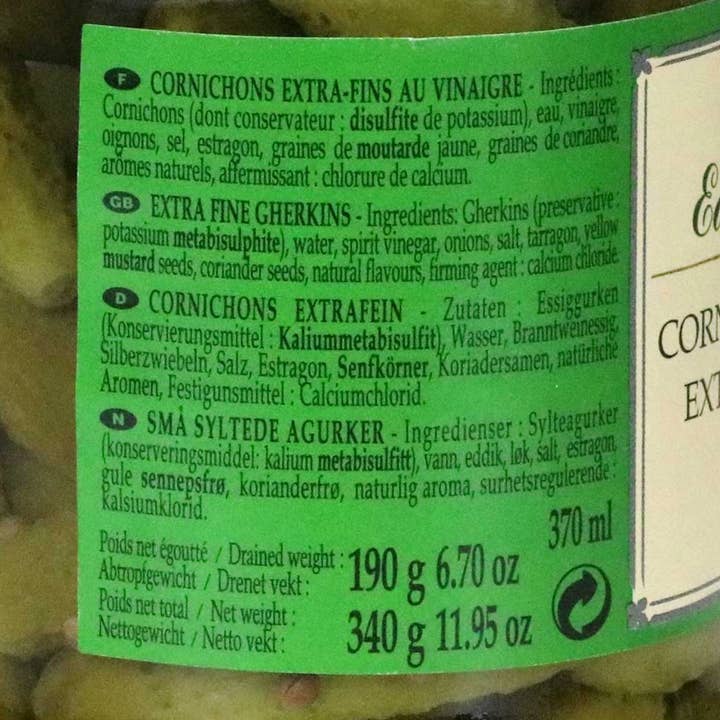 F CORNICHONS EXTRA-FINS AU VINAIGRE - Ingrédients :
Cornichons (dont conservateur : disulfite de potassium), eau, vinaigre,
oignons, sel, estragon, graines de moutarde jaune, graines de coriandre,
arômes naturels, affermissant : chlorure de calcium.
GB EXTRA FINE GHERKINS - Ingredients: Gherkins (preservative :
potassium metabisulphite), water, spirit vinegar, onions, salt, tarragon, yellow
mustard seeds, coriander seeds, natural flavours, firming agent : calcium chloride.
D CORNICHONS EXTRAFEIN - Zutaten : Essiggurken
(Konservierungsmittel : Kaliummetabisulfit), Wasser, Branntweinessig,
Silberzwiebeln, Salz, Estragon, Senfkörner, Koriadersamen, natürliche
Aromen, Festigunsmittel : Calciumchlorid.
N SMÅ SYLTEDE AGURKER - Ingredienser : Sylteagurker
(konserveringsmiddel: kalium metabisulfitt), vann, eddik, løk, salt, estragon,
gule sennepsfrø, korianderfrø, naturlig aroma, surhetsregulerende :
kalsiumklorid.
370 ml
Poids net égoutté / Drained weight :
Abtropfgewicht / Drenet vekt :
190 g 6.70 oz
Poids net total / Net weight :
Nettogewicht / Netto vekt :
340 g 11.95 oz
CORN
EXT